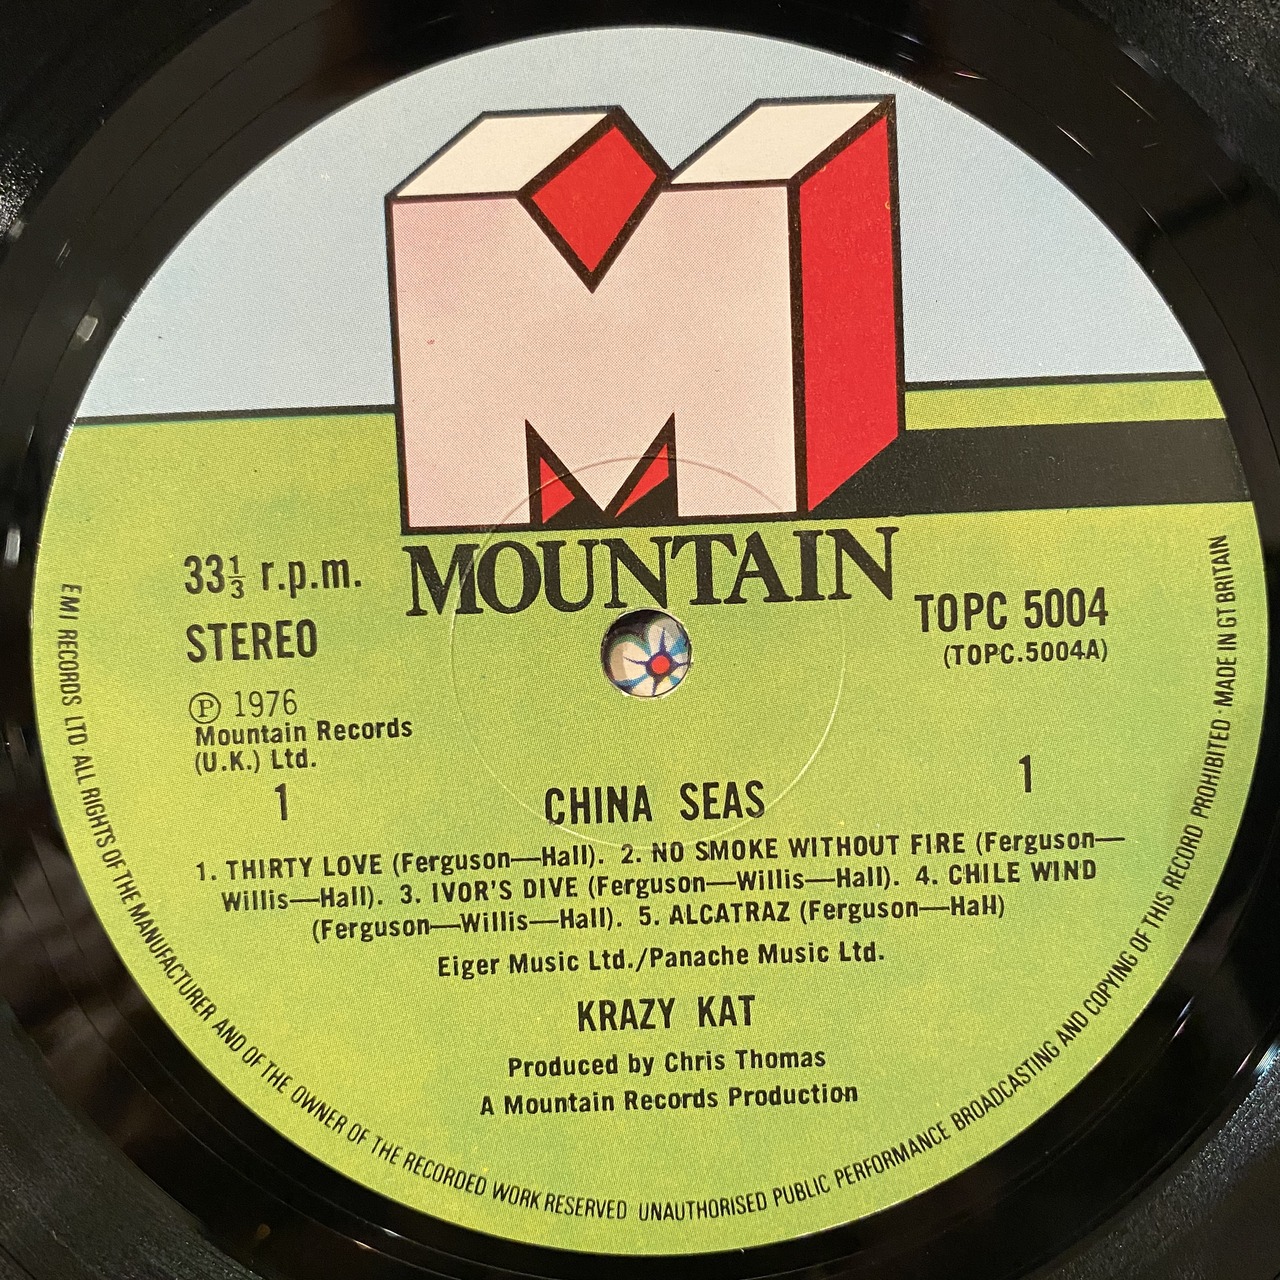 MOUNTAIN
33⅓ r.p.m.
STEREO
TOPC 5004
(TOPC.5004A)
Ⓟ 1976
Mountain Records
(U.K.) Ltd.
1
1
CHINA SEAS
1. THIRTY LOVE (Ferguson—Hall). 2. NO SMOKE WITHOUT FIRE (Ferguson—
Willis—Hall). 3. IVOR'S DIVE (Ferguson—Willis—Hall). 4. CHILE WIND
(Ferguson—Willis—Hall). 5. ALCATRAZ (Ferguson—Hall)
Eiger Music Ltd./Panache Music Ltd.
KRAZY KAT
Produced by Chris Thomas
A Mountain Records Production
E M I RECORDS LTD · ALL RIGHTS OF THE MANUFACTURER AND OF THE OWNER OF THE RECORDED WORK RESERVED UNAUTHORISED PUBLIC PERFORMANCE BROADCASTING AND COPYING OF THIS RECORD PROHIBITED · MADE IN GT BRITAIN